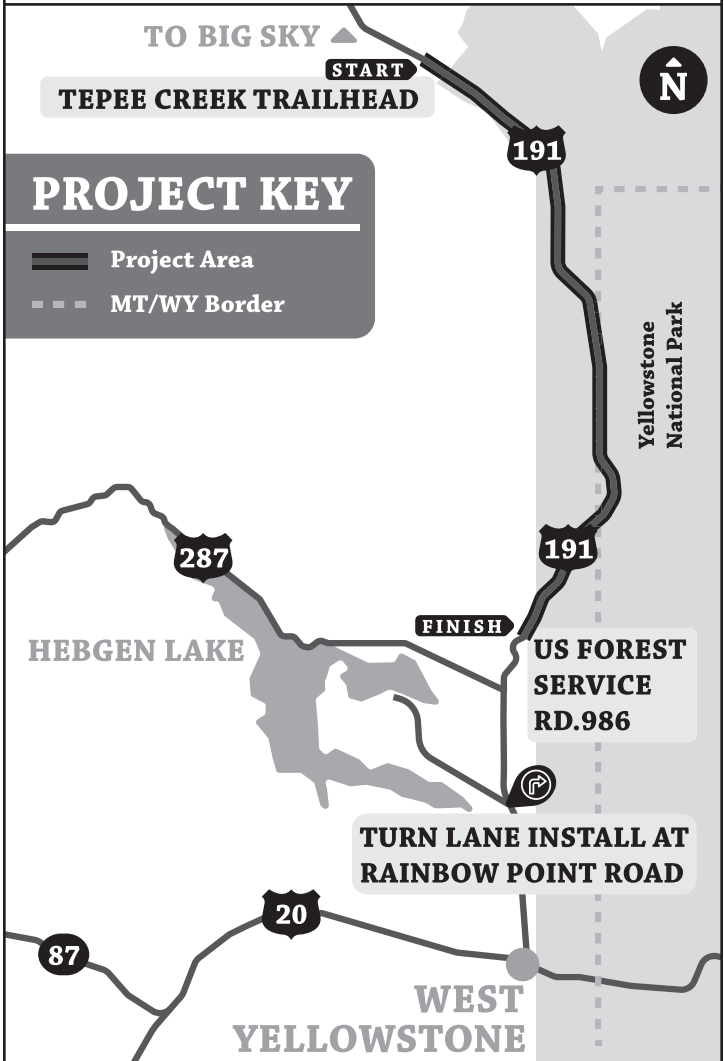 TO BIG SKY
START
TEPEE CREEK TRAILHEAD
N
191
PROJECT KEY
Project Area
MT/WY Border
Yellowstone
National Park
287
191
FINISH
HEBGEN LAKE
US FOREST
SERVICE
RD.986
TURN LANE INSTALL AT
RAINBOW POINT ROAD
20
87
WEST
YELLOWSTONE